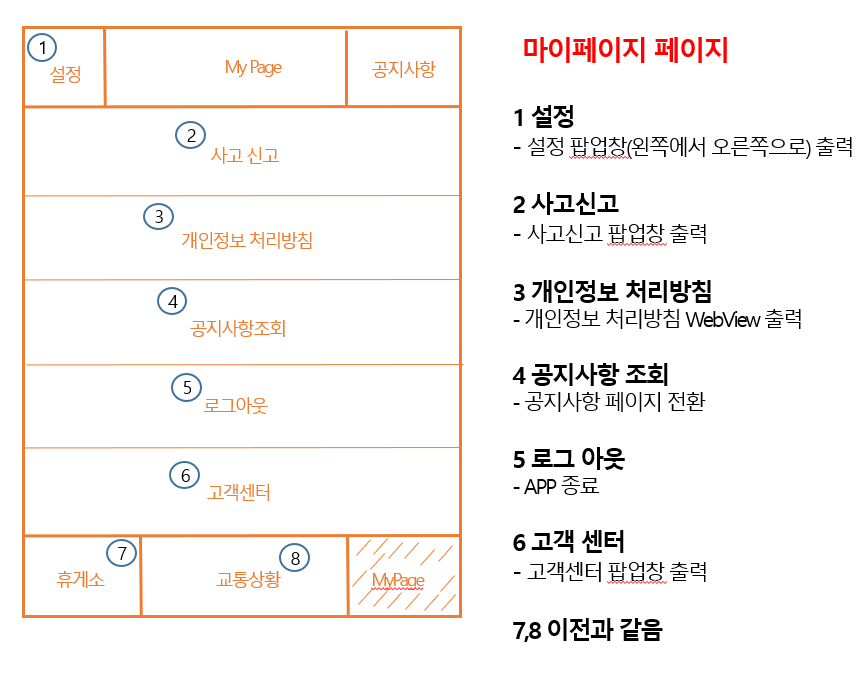 1
설정
My Page
공지사항
2
사고 신고
3
개인정보 처리방침
4
공지사항조회
5
로그아웃
6
고객센터
7
휴게소
8
교통상황
MyPage
마이페이지 페이지
1 설정
- 설정 팝업창(왼쪽에서 오른쪽으로) 출력
2 사고신고
- 사고신고 팝업창 출력
3 개인정보 처리방침
- 개인정보 처리방침 WebView 출력
4 공지사항 조회
- 공지사항 페이지 전환
5 로그 아웃
- APP 종료
6 고객 센터
- 고객센터 팝업창 출력
7,8 이전과 같음